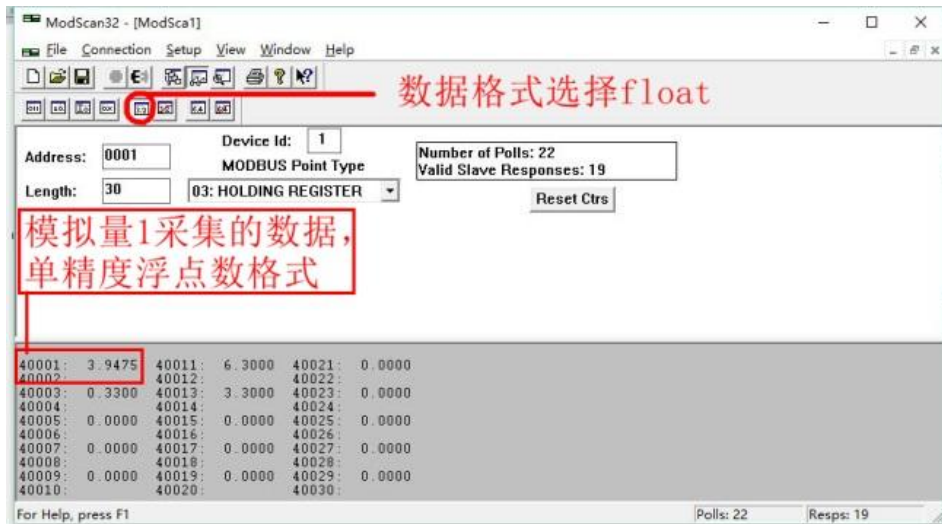 ModScan32 - [ModSca1]
File Connection Setup View Window Help
数据格式选择float
Address: 0001
Device Id: 1
MODBUS Point Type
Length: 30
03: HOLDING REGISTER
Number of Polls: 22
Valid Slave Responses: 19
Reset Ctrs
模拟量1采集的数据，
单精度浮点数格式
40001: 3.9475 40011: 6.3000 40021: 0.0000
40002: 40012: 40022:
40003: 0.3300 40013: 3.3000 40023: 0.0000
40004: 40014: 40024:
40005: 0.0000 40015: 0.0000 40025: 0.0000
40006: 40016: 40026:
40007: 0.0000 40017: 0.0000 40027: 0.0000
40008: 40018: 40028:
40009: 0.0000 40019: 0.0000 40029: 0.0000
40010: 40020: 40030:
For Help, press F1
Polls: 22
Resps: 19